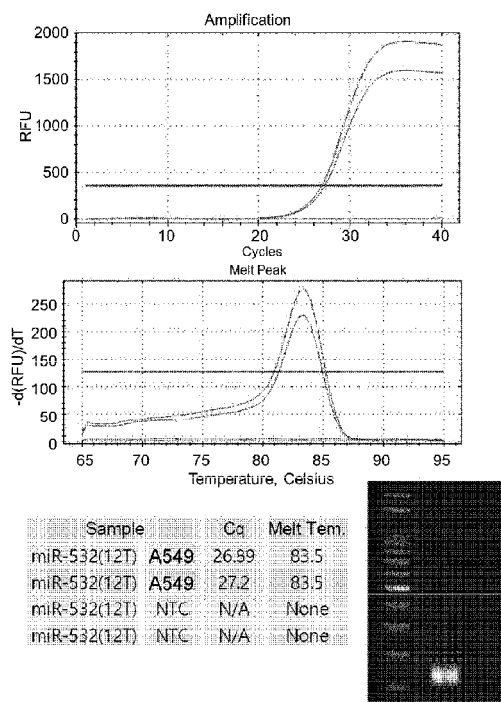 Amplification
2000
1500
1000
500
0
RFU
0 10 20 30 40
Cycles
Melt Peak
250
200
150
100
50
0
-d(RFU)/dT
65 70 75 80 85 90 95
Temperature, Celsius
Sample Cq Melt Tem.
miR-532(12T) A549 26.99 83.5
miR-532(12T) A549 27.2 83.5
miR-532(12T) NTC N/A None
miR-532(12T) NTC N/A None